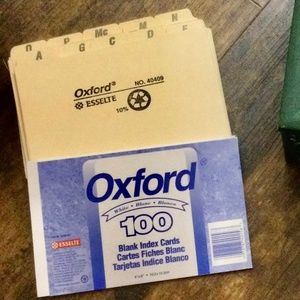 O P Mc M N
A G C D F
Oxford®
ESSELTE
NO. 40409
10%
Oxford®
White • Blanc • Blanco
100
ESSELTE
Blank Index Cards
Cartes Fiches Blanc
Tarjetas Indice Blanco